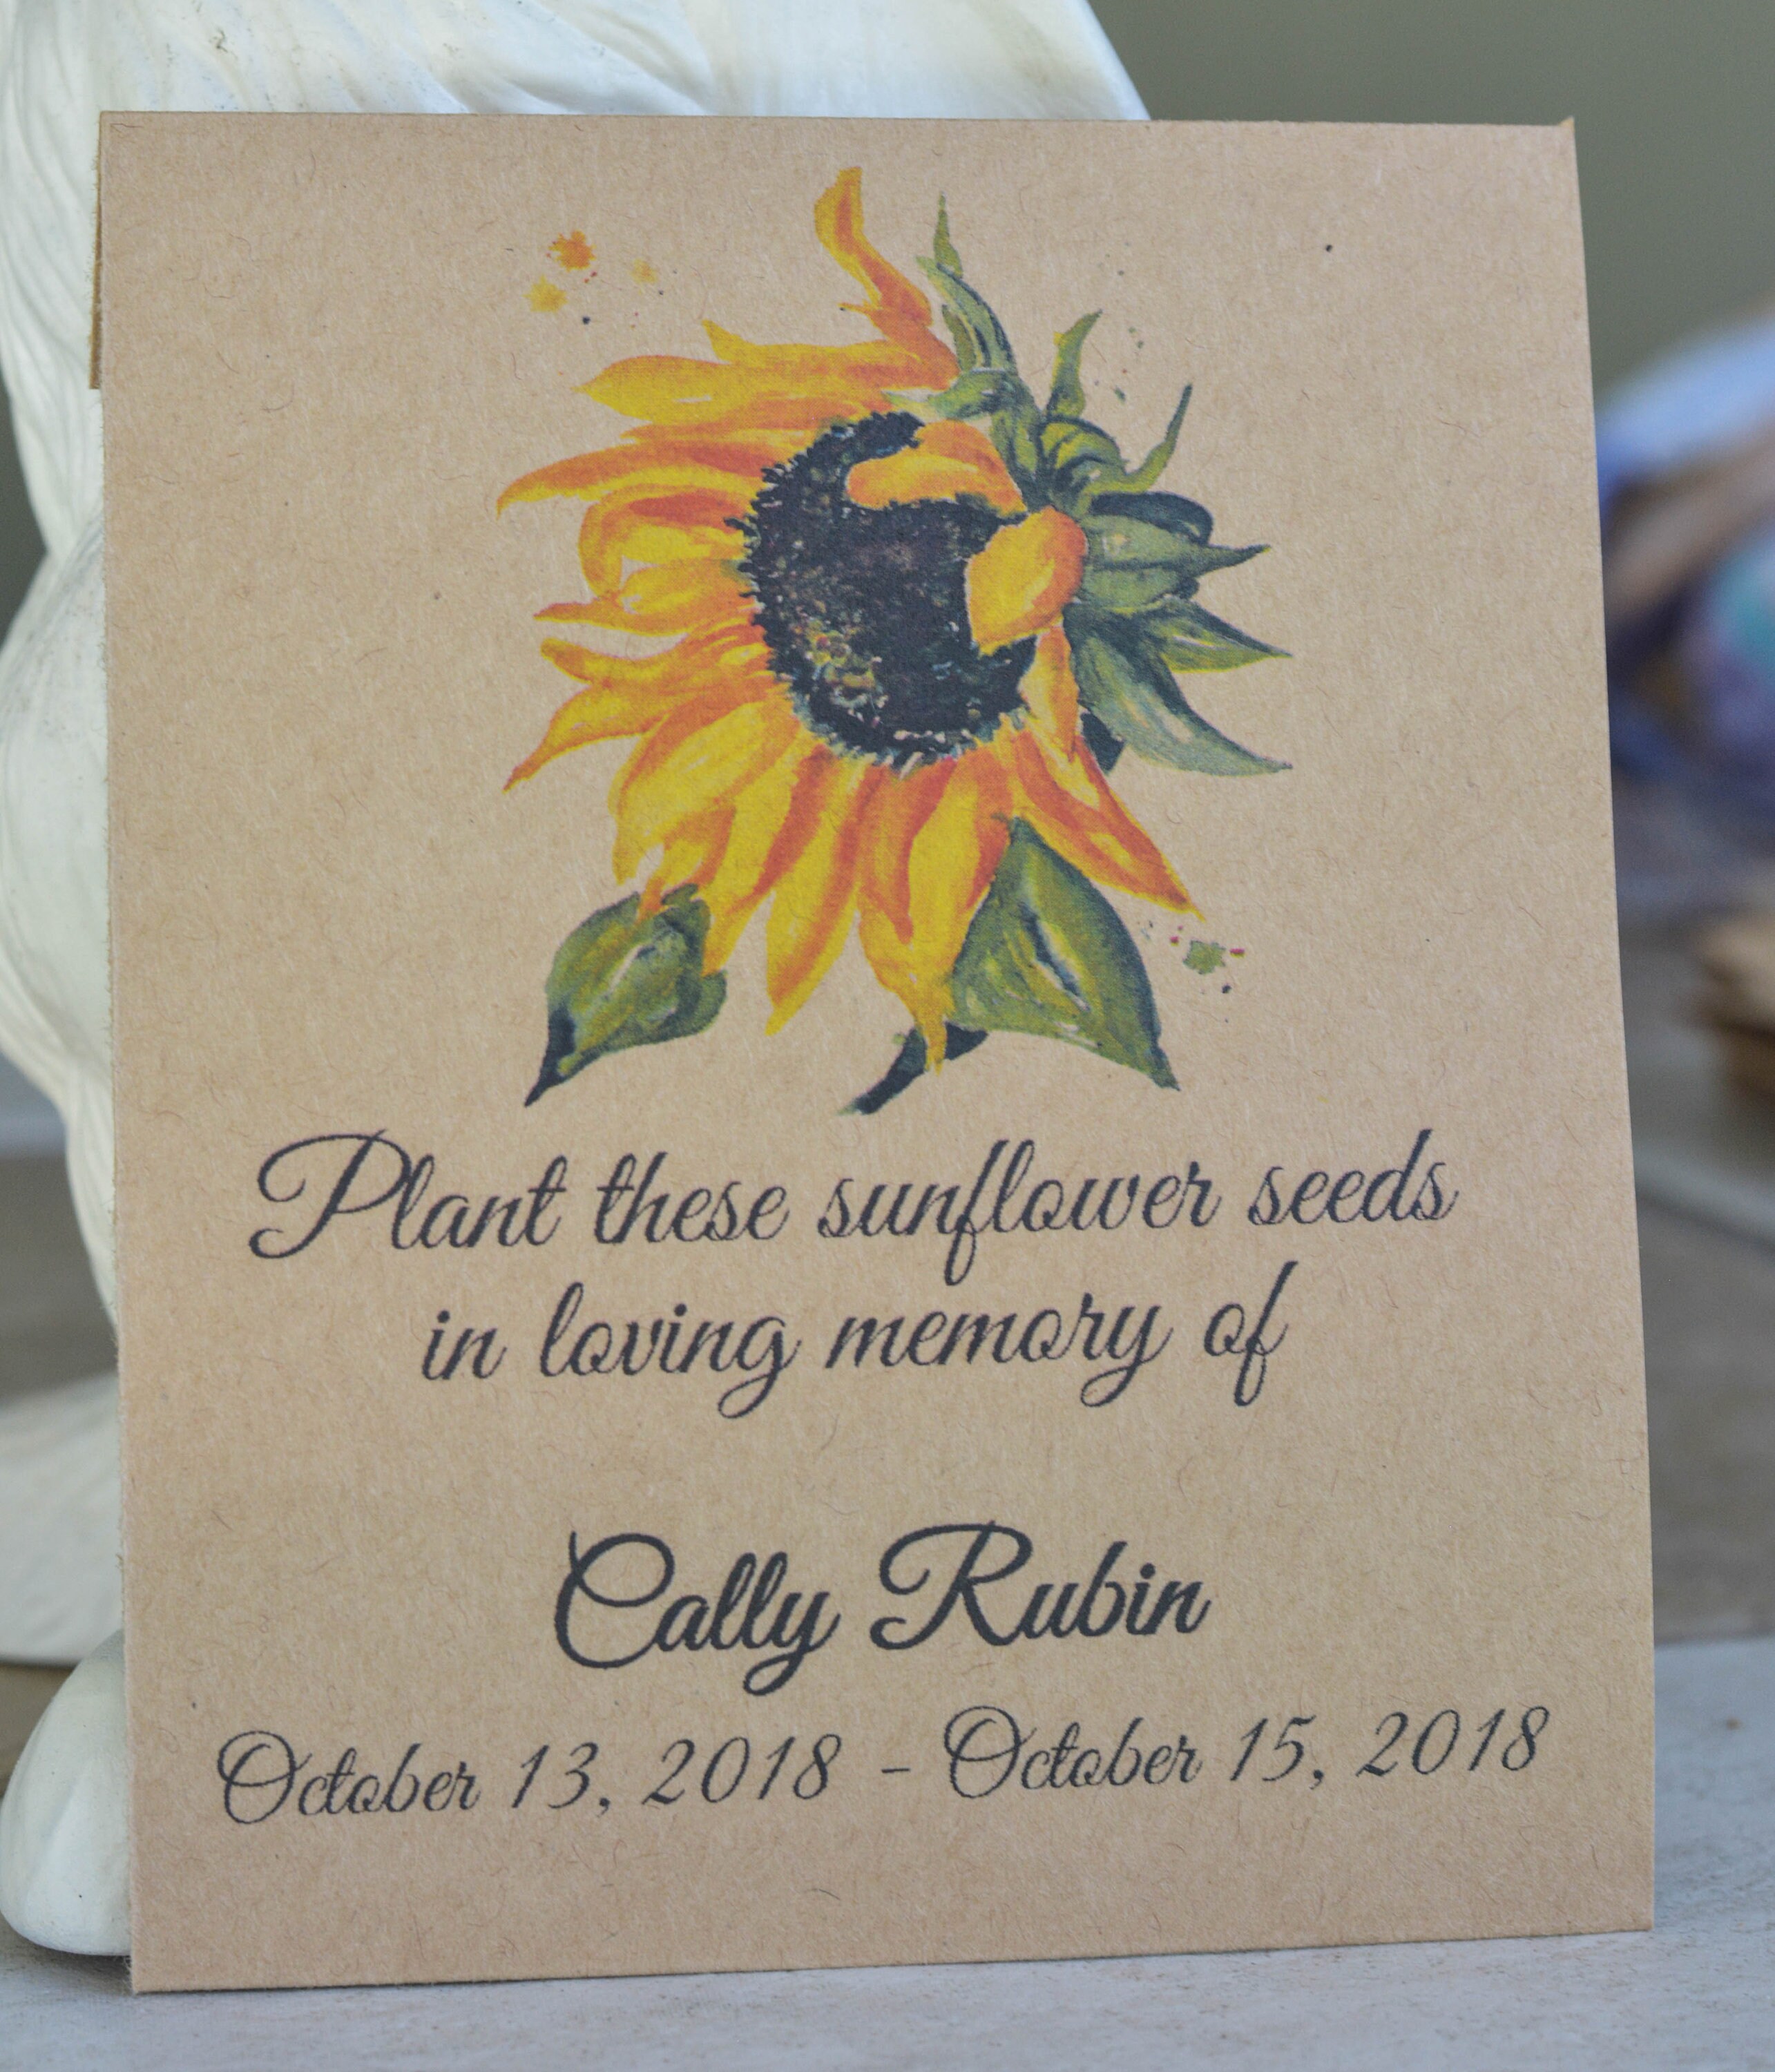 Plant these sunflower seeds
in loving memory of
Cally Rubin
October 13, 2018 - October 15, 2018